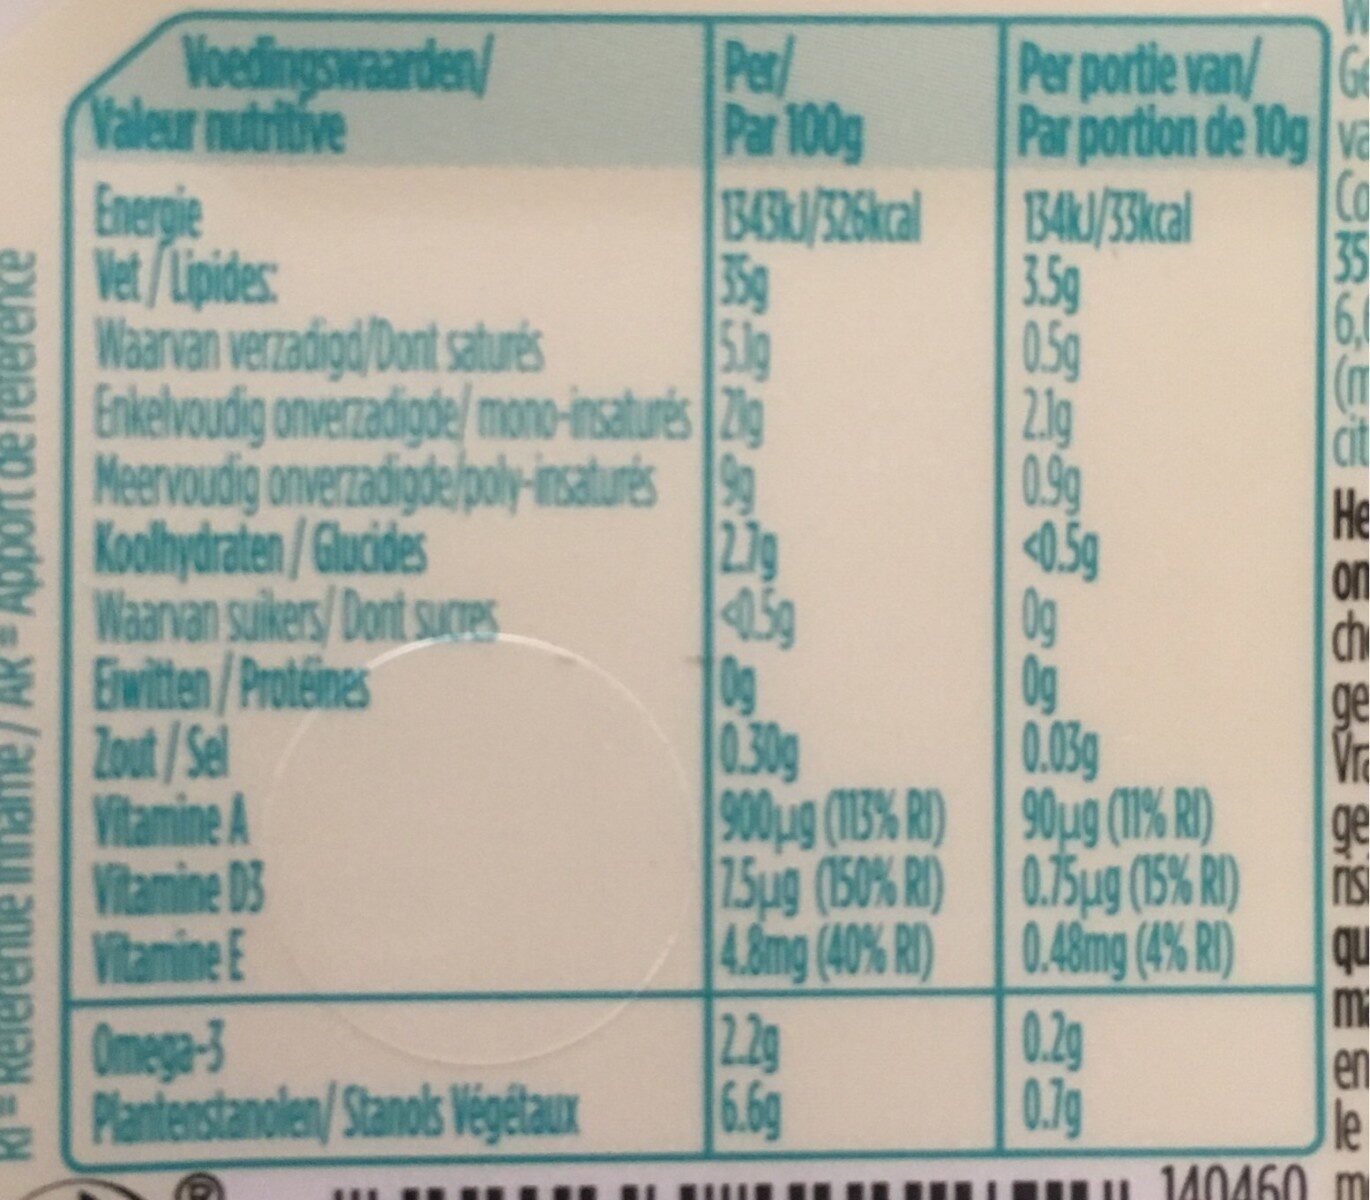 Voedingswaarden/
Valeur nutritive
Per/
Par 100g
Per portie van/
Par portion de 10g
Energie 1343kJ/326kcal 134kJ/33kcal
Vet / Lipides: 35g 3.5g
Waarvan verzadigd/Dont saturés 5.1g 0.5g
Enkelvoudig onverzadigde/ mono-insaturés 21g 2.1g
Meervoudig onverzadigde/poly-insaturés 9g 0.9g
Koolhydraten / Glucides 2.7g <0.5g
Waarvan suikers/ Dont sucres <0.5g 0g
Eiwitten / Protéines 0g 0g
Zout / Sel 0.30g 0.03g
Vitamine A 900µg (113% RI) 90µg (11% RI)
Vitamine D3 7.5µg (150% RI) 0.75µg (15% RI)
Vitamine E 4.8mg (40% RI) 0.48mg (4% RI)
Omega-3 2.2g 0.2g
Plantenstanolen/ Stanols Végétaux 6.6g 0.7g
RI = Referentie Inname / AR = Apport de référence
®
140460